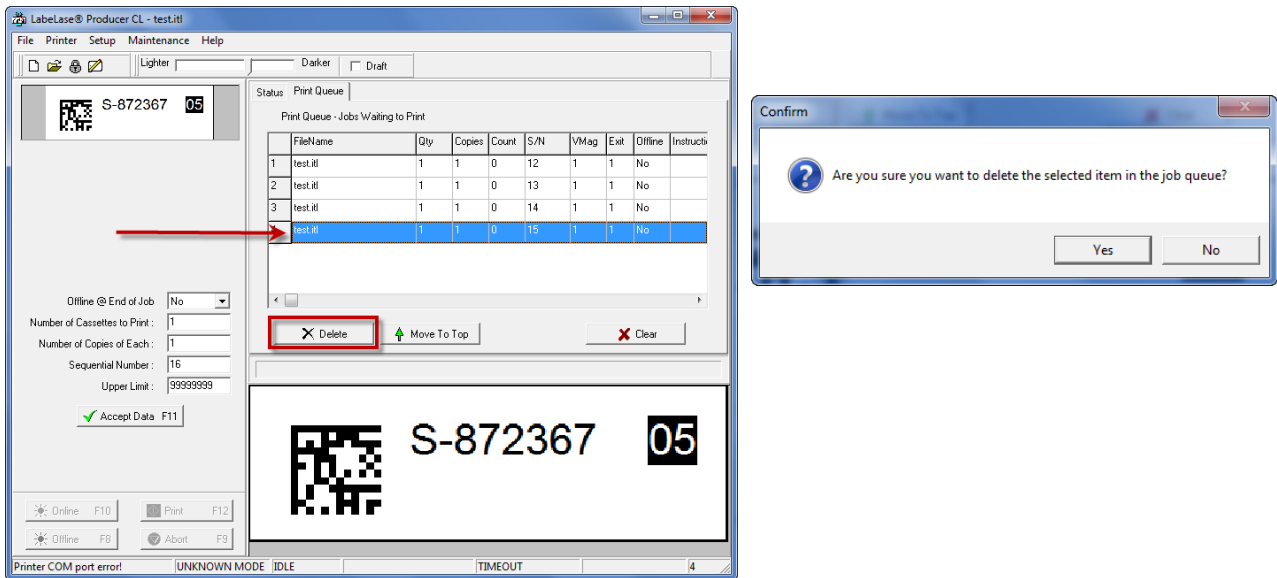 LabeLase® Producer CL - test.itl
File Printer Setup Maintenance Help
Lighter Darker Draft
S-872367 05
Status Print Queue
Print Queue - Jobs Waiting to Print
FileName Qty Copies Count S/N VMag Exit Offline Instructi
1 test.itl 1 1 0 12 1 1 No
2 test.itl 1 1 0 13 1 1 No
3 test.itl 1 1 0 14 1 1 No
test.itl 1 1 0 15 1 1 No
Delete Move To Top Clear
Offline @ End of Job No
Number of Cassettes to Print : 1
Number of Copies of Each : 1
Sequential Number : 16
Upper Limit : 99999999
Accept Data F11
S-872367 05
Online F10 Print F12
Offline F8 Abort F9
Printer COM port error! UNKNOWN MODE IDLE TIMEOUT 4
Confirm
Are you sure you want to delete the selected item in the job queue?
Yes No